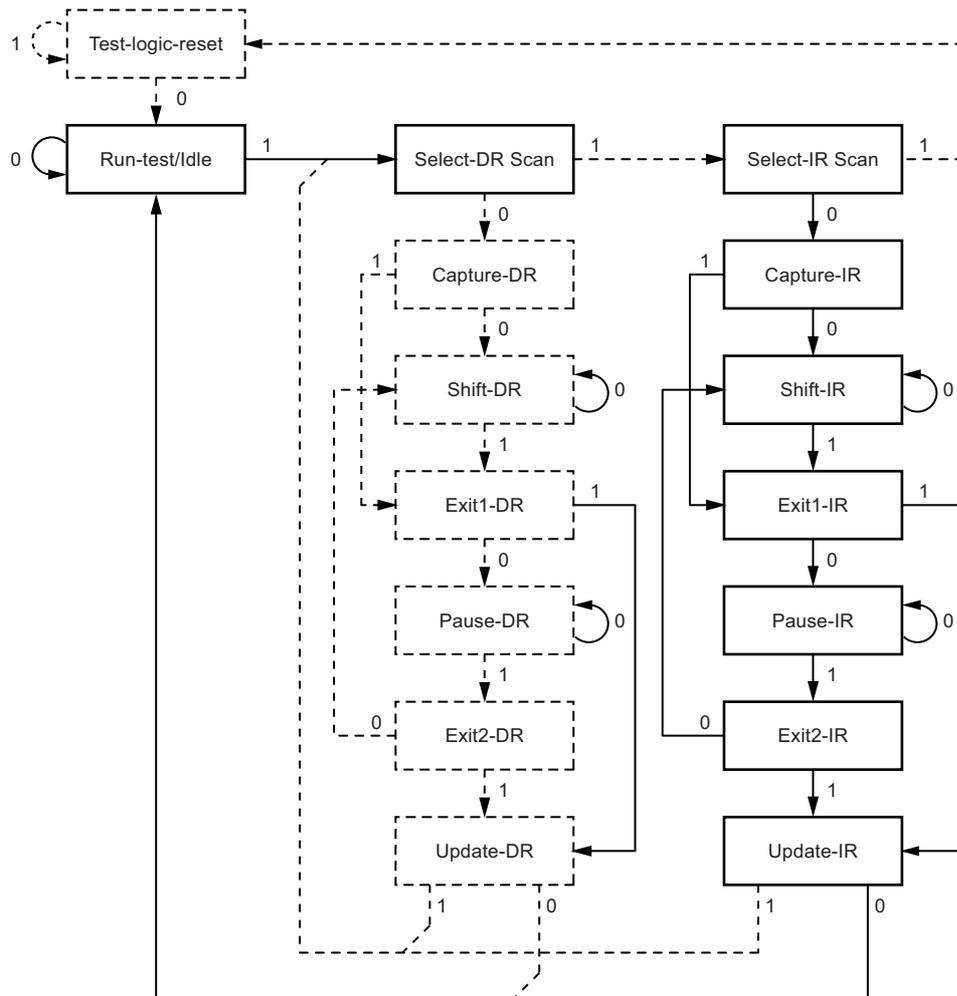 Test-logic-reset
1
0
Run-test/Idle
0
1
Select-DR Scan
1
Select-IR Scan
1
0
0
1
Capture-DR
1
Capture-IR
0
0
Shift-DR
0
Shift-IR
0
1
1
Exit1-DR
1
Exit1-IR
1
0
0
Pause-DR
0
Pause-IR
0
1
1
0
Exit2-DR
0
Exit2-IR
1
1
Update-DR
Update-IR
1
0
1
0